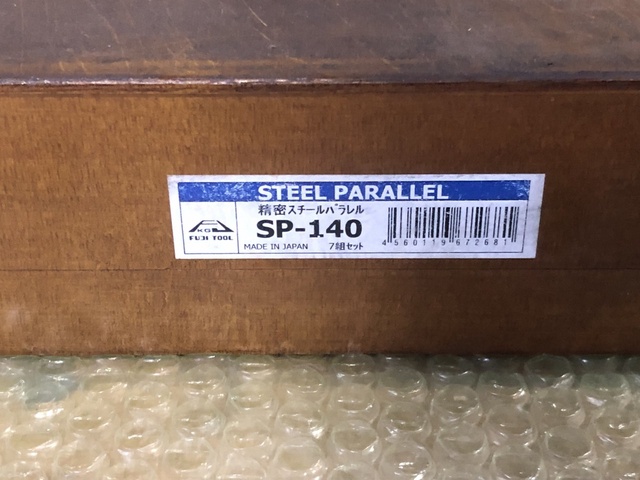 STEEL PARALLEL
精密スチールパラレル
SP-140
MADE IN JAPAN 7組セット
KG
FUJI TOOL
4560119672681